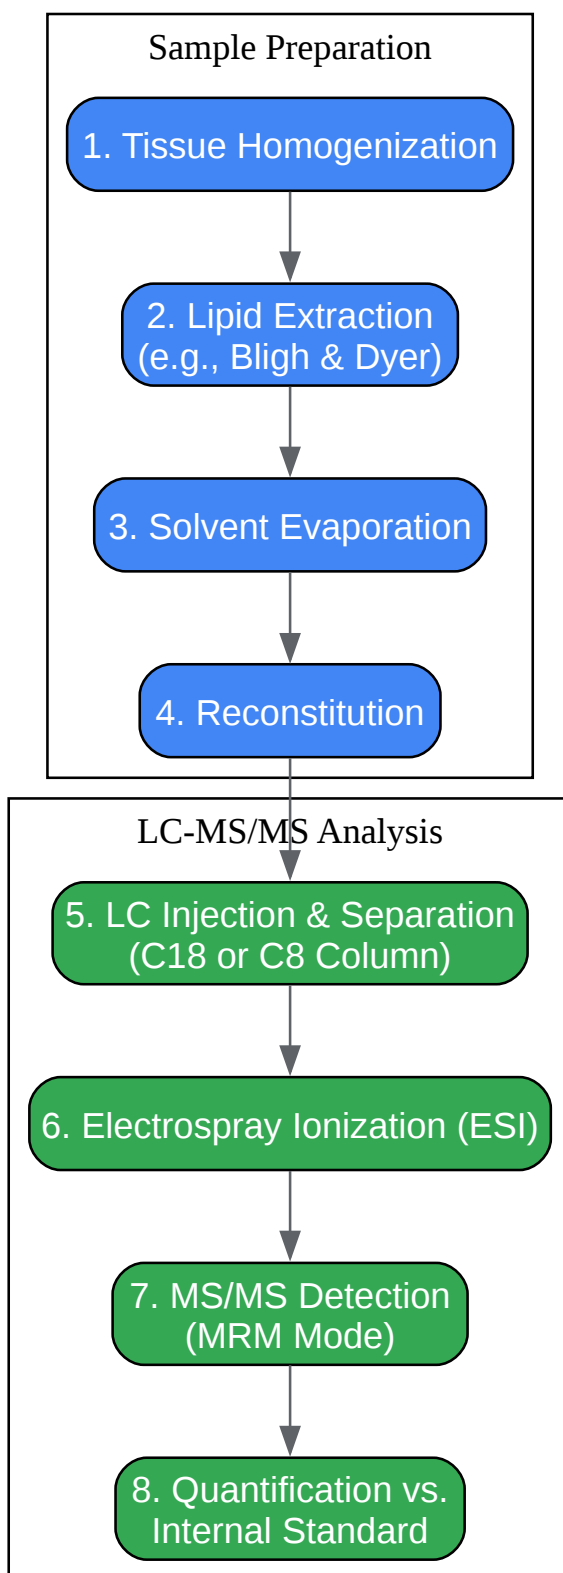 Sample Preparation
1. Tissue Homogenization
2. Lipid Extraction
(e.g., Bligh & Dyer)
3. Solvent Evaporation
4. Reconstitution
LC-MS/MS Analysis
5. LC Injection & Separation
(C18 or C8 Column)
6. Electrospray Ionization (ESI)
7. MS/MS Detection
(MRM Mode)
8. Quantification vs.
Internal Standard